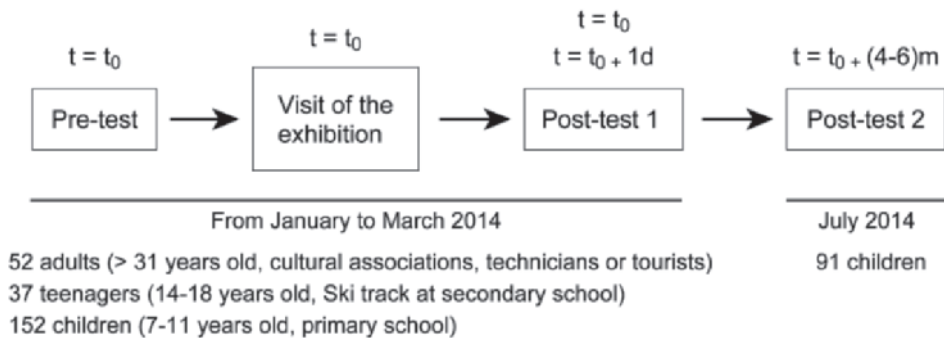 t = t0
t = t0
t = t0
t = t0 + 1d
t = t0 + (4-6)m
Pre-test
Visit of the
exhibition
Post-test 1
Post-test 2
From January to March 2014
July 2014
52 adults (> 31 years old, cultural associations, technicians or tourists)
91 children
37 teenagers (14-18 years old, Ski track at secondary school)
152 children (7-11 years old, primary school)